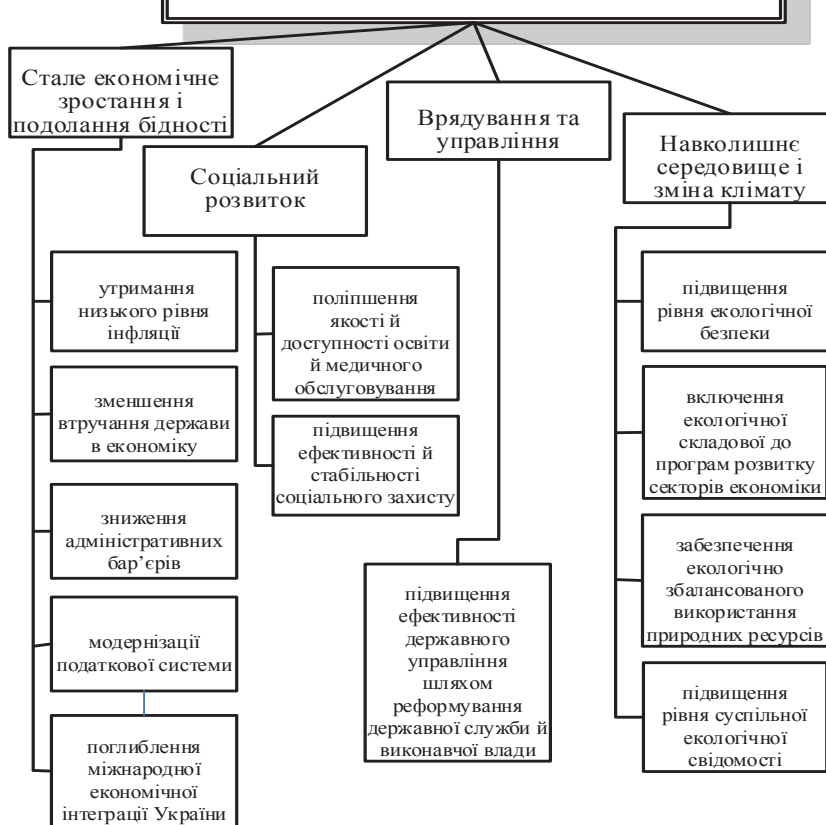 Стале економічне
зростання і
подолання бідності
утримання
низького рівня
інфляції
зменшення
втручання держави
в економіку
зниження
адміністративних
бар’єрів
модернізації
податкової системи
поглиблення
міжнародної
економічної
інтеграції України
Соціальний
розвиток
поліпшення
якості й
доступності освіти
й медичного
обслуговування
підвищення
ефективності й
стабільності
соціального захисту
Врядування та
управління
підвищення
ефективності
державного
управління
шляхом
реформування
державної служби й
виконавчої влади
Навколишнє
середовище і
зміна клімату
підвищення
рівня екологічної
безпеки
включення
екологічної
складової до
програм розвитку
секторів економіки
забезпечення
екологічно
збалансованого
використання
природних ресурсів
підвищення
рівня суспільної
екологічної
свідомості